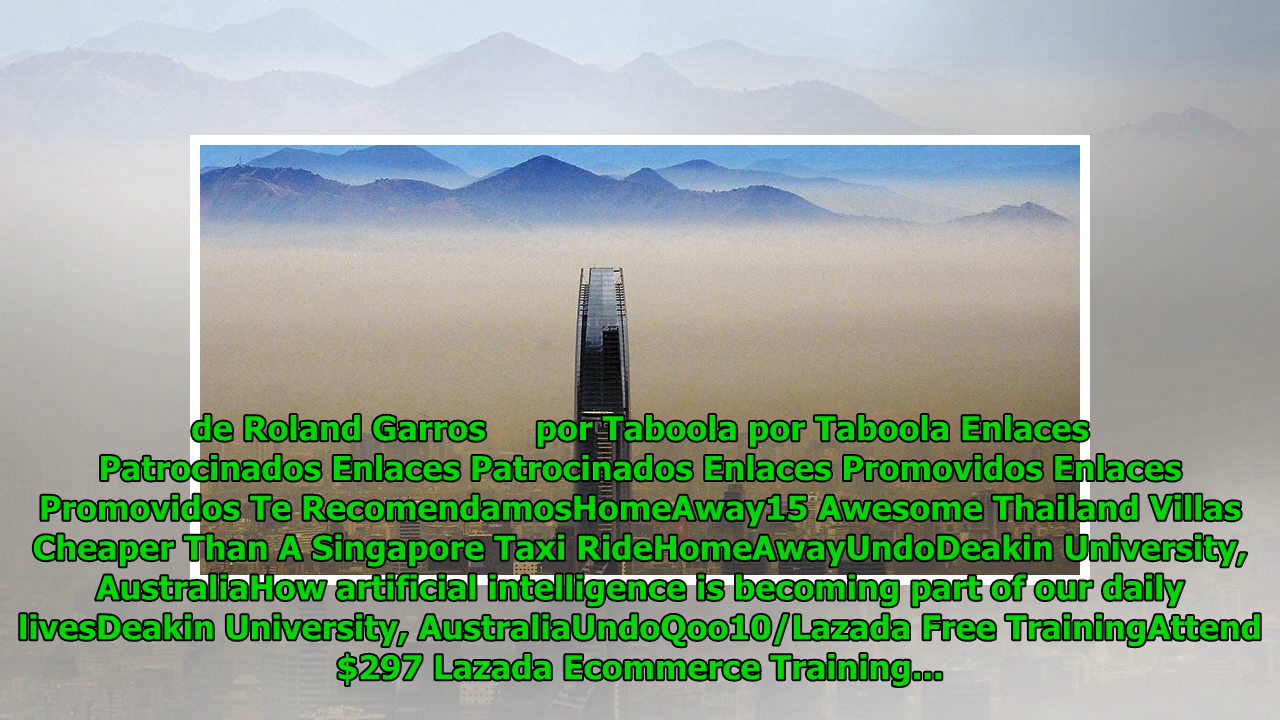 de Roland Garros     por Taboola por Taboola Enlaces
Patrocinados Enlaces Patrocinados Enlaces Promovidos Enlaces
Promovidos Te RecomendamosHomeAway15 Awesome Thailand Villas
Cheaper Than A Singapore Taxi RideHomeAwayUndoDeakin University,
AustraliaHow artificial intelligence is becoming part of our daily
livesDeakin University, AustraliaUndoQoo10/Lazada Free TrainingAttend
$297 Lazada Ecommerce Training...